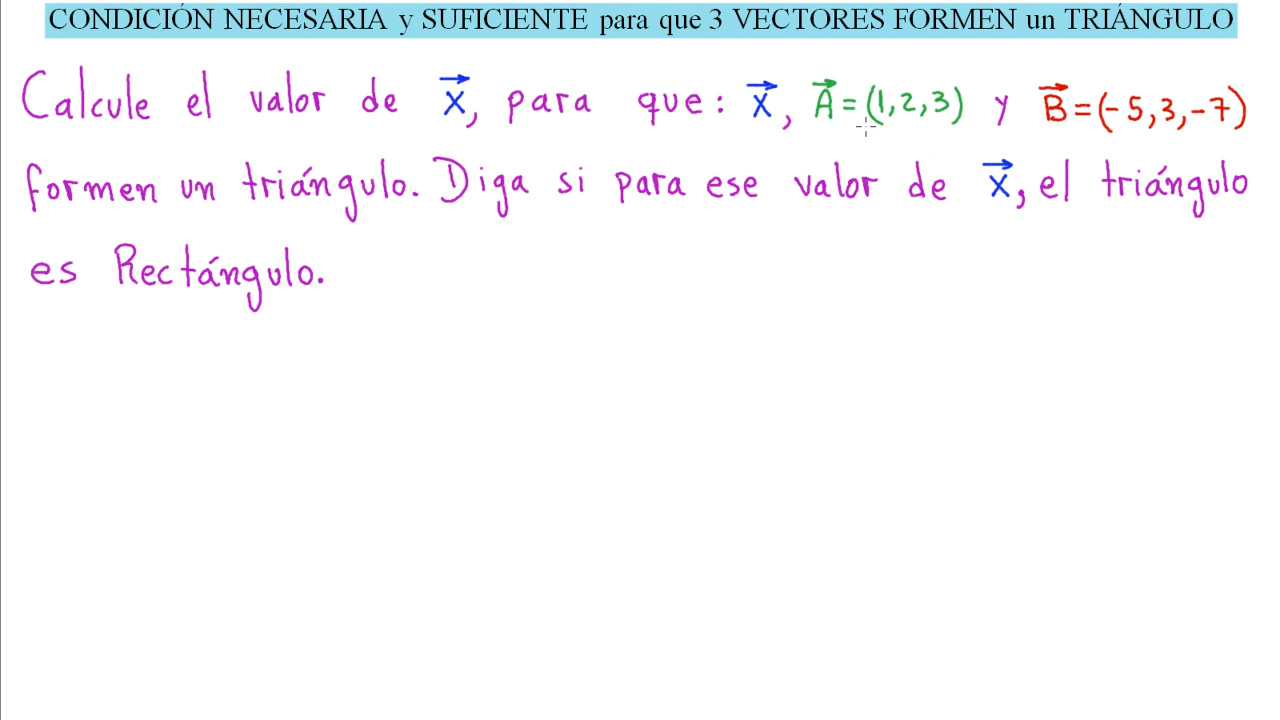 CONDICIÓN NECESARIA y SUFICIENTE para que 3 VECTORES FORMEN un TRIÁNGULO
Calcule el valor de x⃗, para que: x⃗, A⃗ = (1,2,3) y B⃗ = (-5,3,-7)
formen un triángulo. Diga si para ese valor de x⃗, el triángulo
es Rectángulo.